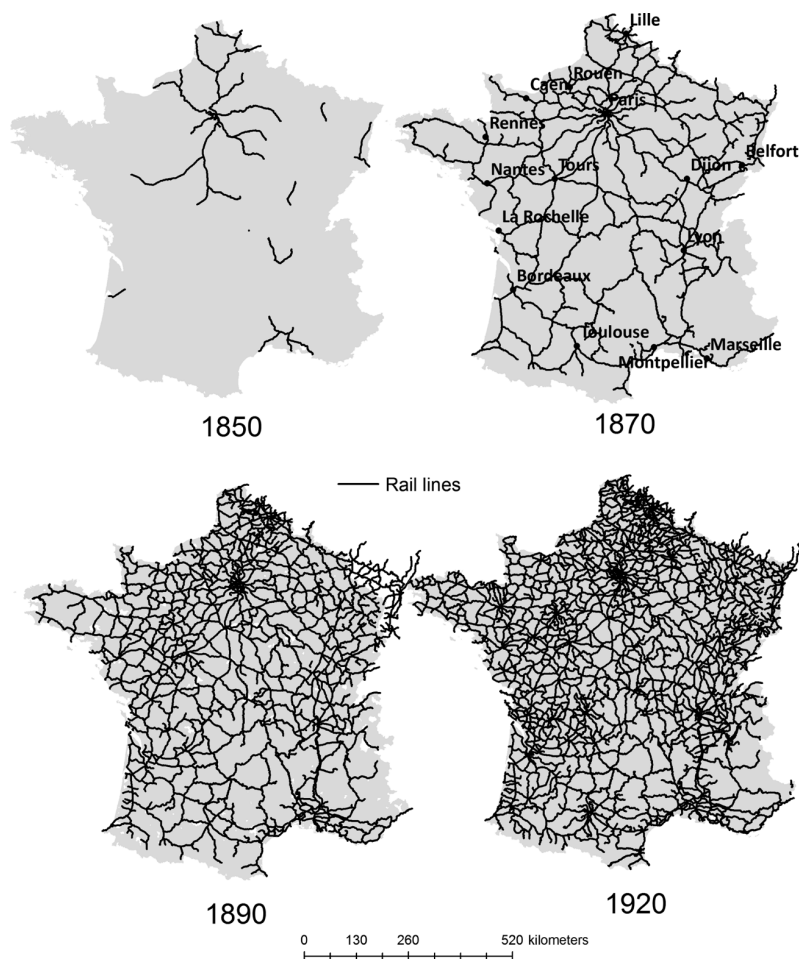 Lille
Rouen
Caen
Paris
Rennes
Belfort
Nantes
Tours
Dijon
La Rochelle
Lyon
Bordeaux
Toulouse
Marseille
Montpellier
1850
1870
Rail lines
1890
1920
0 130 260 520 kilometers